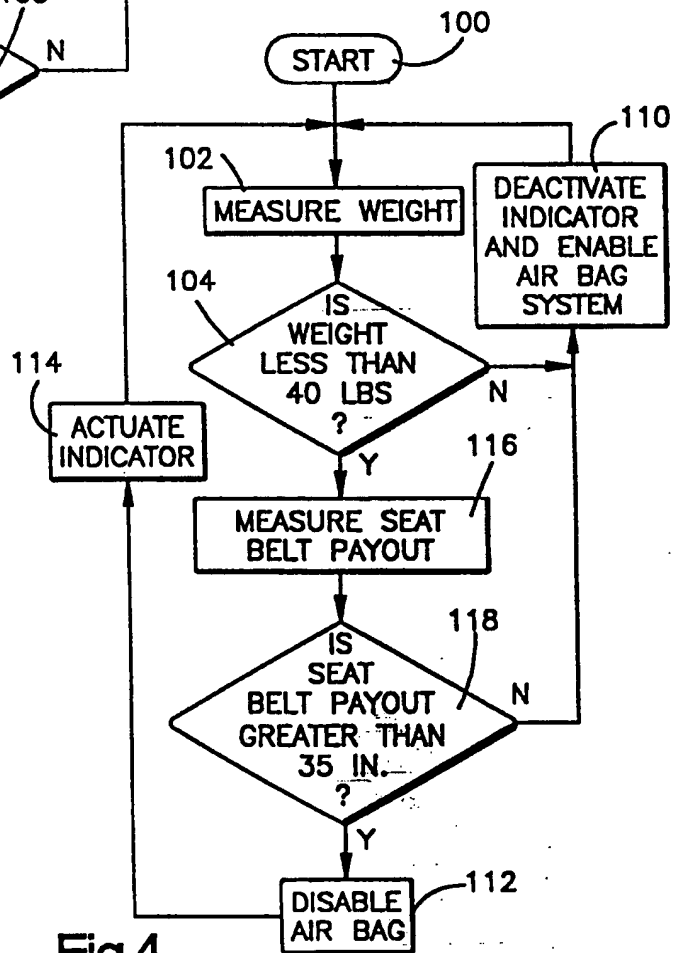 N
100
START
110
102
MEASURE WEIGHT
DEACTIVATE
INDICATOR
AND ENABLE
AIR BAG
SYSTEM
104
IS
WEIGHT
LESS THAN
40 LBS
?
N
Y
114
ACTUATE
INDICATOR
116
MEASURE SEAT
BELT PAYOUT
118
IS
SEAT
BELT PAYOUT
GREATER THAN
35 IN.
?
N
Y
112
DISABLE
AIR BAG
Fig.4